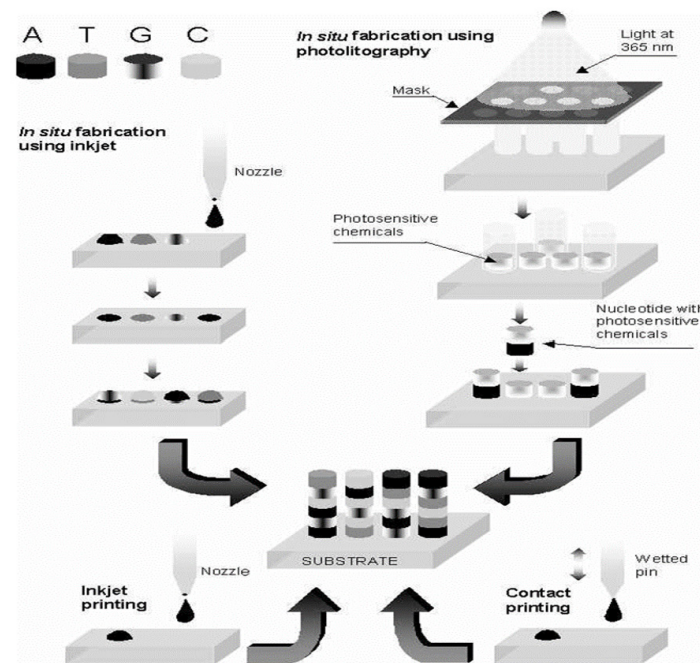 A T G C
In situ fabrication
using inkjet
Nozzle
In situ fabrication using
photolitography
Light at
365 nm
Mask
Photosensitive
chemicals
Nucleotide with
photosensitive
chemicals
SUBSTRATE
Inkjet
printing
Nozzle
Contact
printing
Wetted
pin